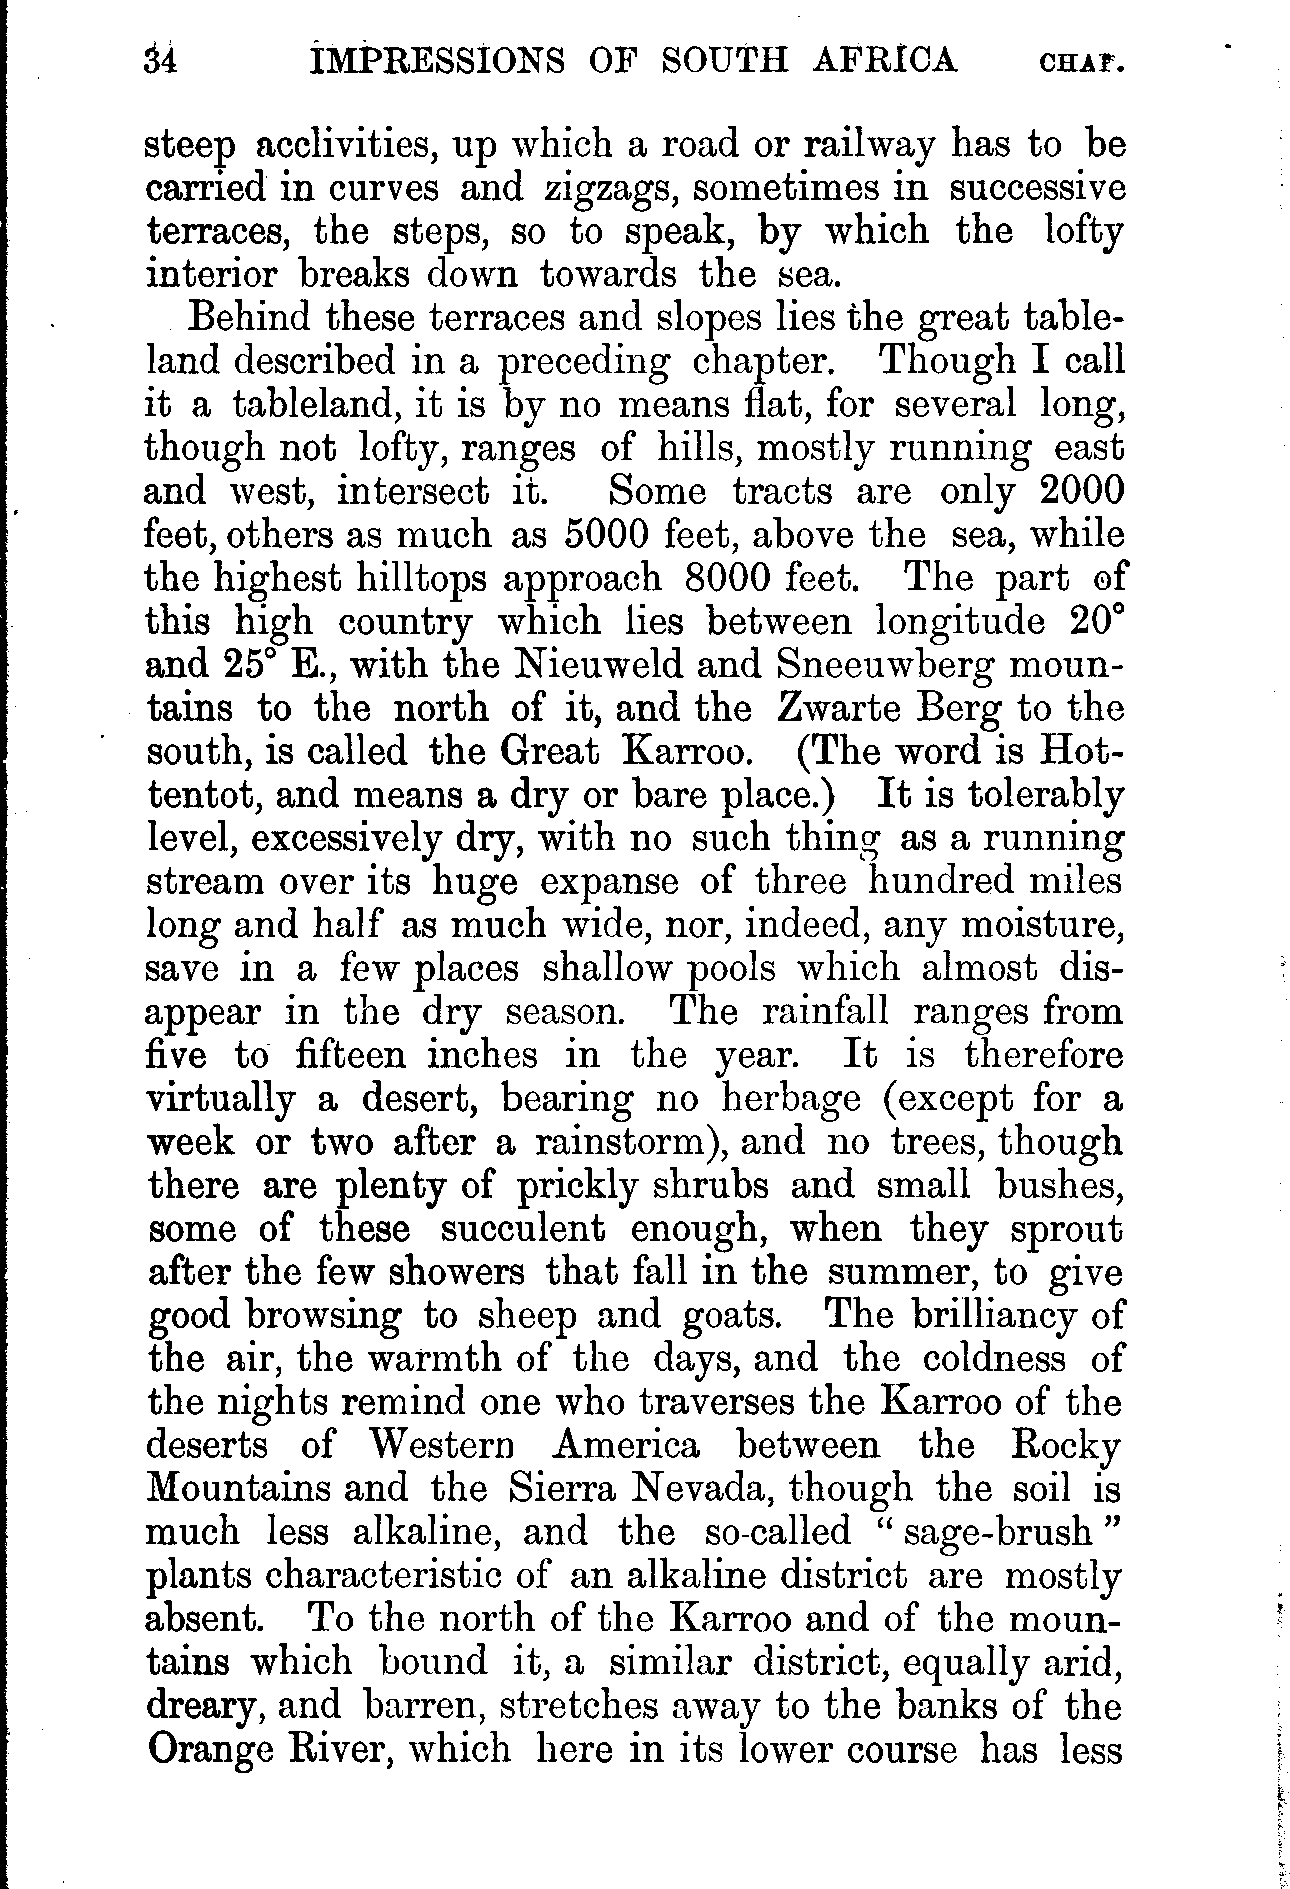 34 IMPRESSIONS OF SOUTH AFRICA CHAP.
steep acclivities, up which a road or railway has to be
carried in curves and zigzags, sometimes in successive
terraces, the steps, so to speak, by which the lofty
interior breaks down towards the sea.
Behind these terraces and slopes lies the great table-
land described in a preceding chapter. Though I call
it a tableland, it is by no means flat, for several long,
though not lofty, ranges of hills, mostly running east
and west, intersect it. Some tracts are only 2000
feet, others as much as 5000 feet, above the sea, while
the highest hilltops approach 8000 feet. The part of
this high country which lies between longitude 20°
and 25° E., with the Nieuweld and Sneeuwberg moun-
tains to the north of it, and the Zwarte Berg to the
south, is called the Great Karroo. (The word is Hot-
tentot, and means a dry or bare place.) It is tolerably
level, excessively dry, with no such thing as a running
stream over its huge expanse of three hundred miles
long and half as much wide, nor, indeed, any moisture,
save in a few places shallow pools which almost dis-
appear in the dry season. The rainfall ranges from
five to fifteen inches in the year. It is therefore
virtually a desert, bearing no herbage (except for a
week or two after a rainstorm), and no trees, though
there are plenty of prickly shrubs and small bushes,
some of these succulent enough, when they sprout
after the few showers that fall in the summer, to give
good browsing to sheep and goats. The brilliancy of
the air, the warmth of the days, and the coldness of
the nights remind one who traverses the Karroo of the
deserts of Western America between the Rocky
Mountains and the Sierra Nevada, though the soil is
much less alkaline, and the so-called “ sage-brush ”
plants characteristic of an alkaline district are mostly
absent. To the north of the Karroo and of the moun-
tains which bound it, a similar district, equally arid,
dreary, and barren, stretches away to the banks of the
Orange River, which here in its lower course has less